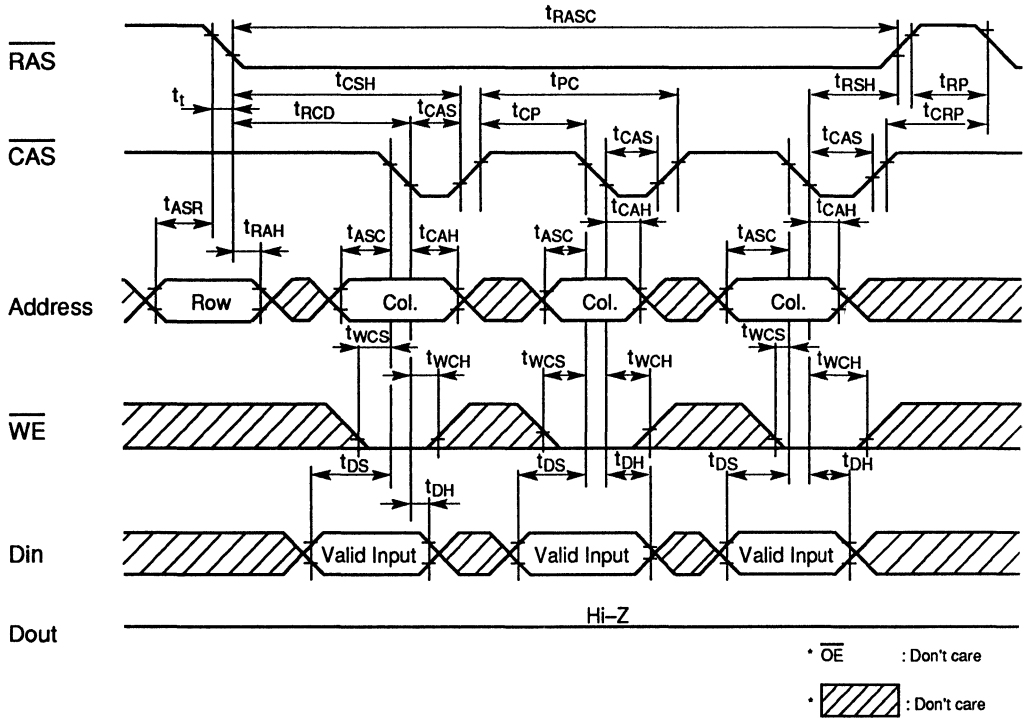 tRASC
RAS
tCSH
tPC
tRSH
tRP
tt
tRCD
tCAS
tCP
tCRP
tCAS
tCAS
CAS
tASR
tRAH
tASC
tCAH
tASC
tCAH
tASC
tCAH
Address
Row
Col.
Col.
Col.
tWCS
tWCH
tWCS
tWCH
tWCS
tWCH
WE
tDS
tDH
tDS
tDH
tDS
tDH
Din
Valid Input
Valid Input
Valid Input
Hi–Z
Dout
* OE : Don't care
* : Don't care